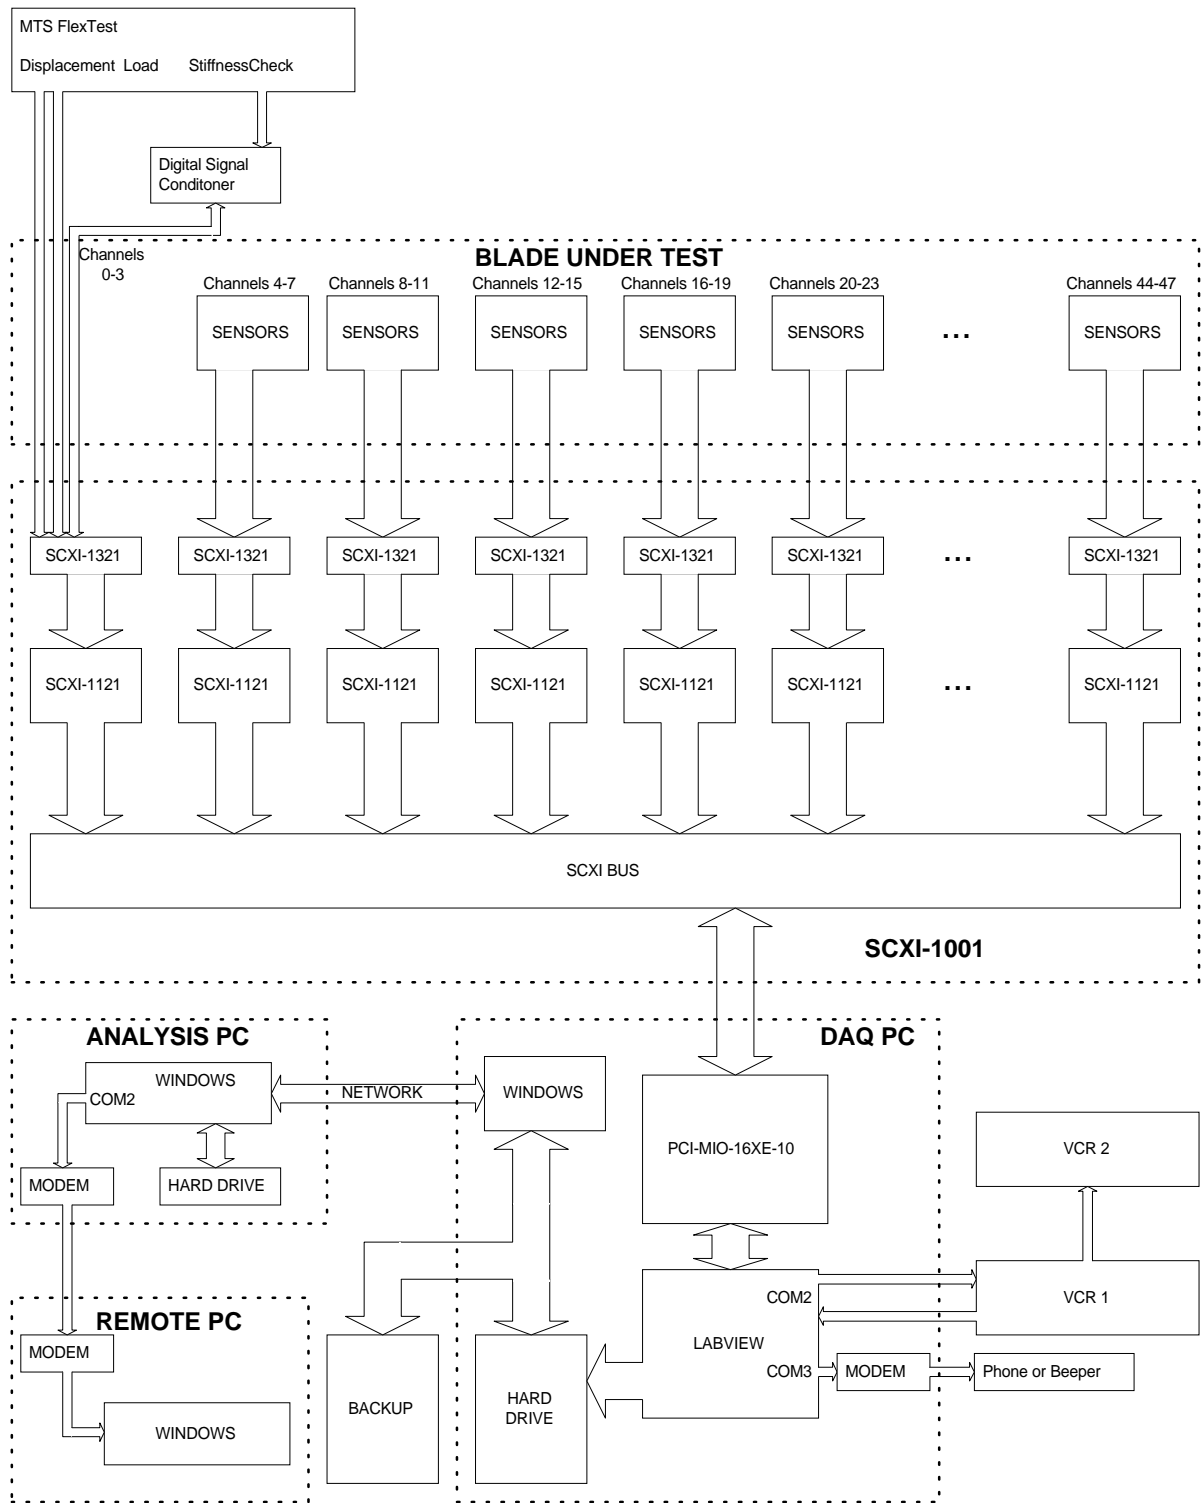 MTS FlexTest
Displacement Load StiffnessCheck
Digital Signal
Conditoner
Channels
0-3
BLADE UNDER TEST
Channels 4-7 Channels 8-11 Channels 12-15 Channels 16-19 Channels 20-23 Channels 44-47
SENSORS SENSORS SENSORS SENSORS SENSORS ... SENSORS
SCXI-1321 SCXI-1321 SCXI-1321 SCXI-1321 SCXI-1321 SCXI-1321 ... SCXI-1321
SCXI-1121 SCXI-1121 SCXI-1121 SCXI-1121 SCXI-1121 SCXI-1121 ... SCXI-1121
SCXI BUS
SCXI-1001
ANALYSIS PC
WINDOWS
COM2
MODEM
HARD DRIVE
NETWORK
DAQ PC
WINDOWS
PCI-MIO-16XE-10
VCR 2
COM2
VCR 1
LABVIEW
COM3
MODEM
Phone or Beeper
HARD
DRIVE
BACKUP
REMOTE PC
MODEM
WINDOWS